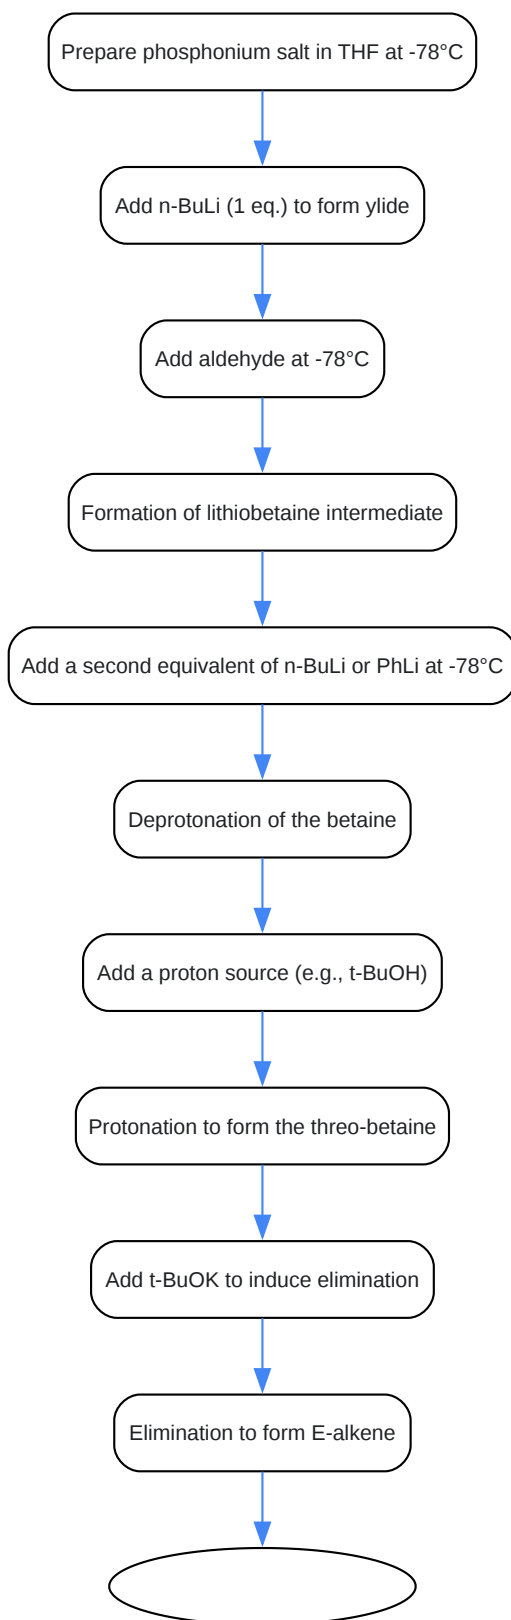 Prepare phosphonium salt in THF at -78°C
Add n-BuLi (1 eq.) to form ylide
Add aldehyde at -78°C
Formation of lithiobetaine intermediate
Add a second equivalent of n-BuLi or PhLi at -78°C
Deprotonation of the betaine
Add a proton source (e.g., t-BuOH)
Protonation to form the threo-betaine
Add t-BuOK to induce elimination
Elimination to form E-alkene